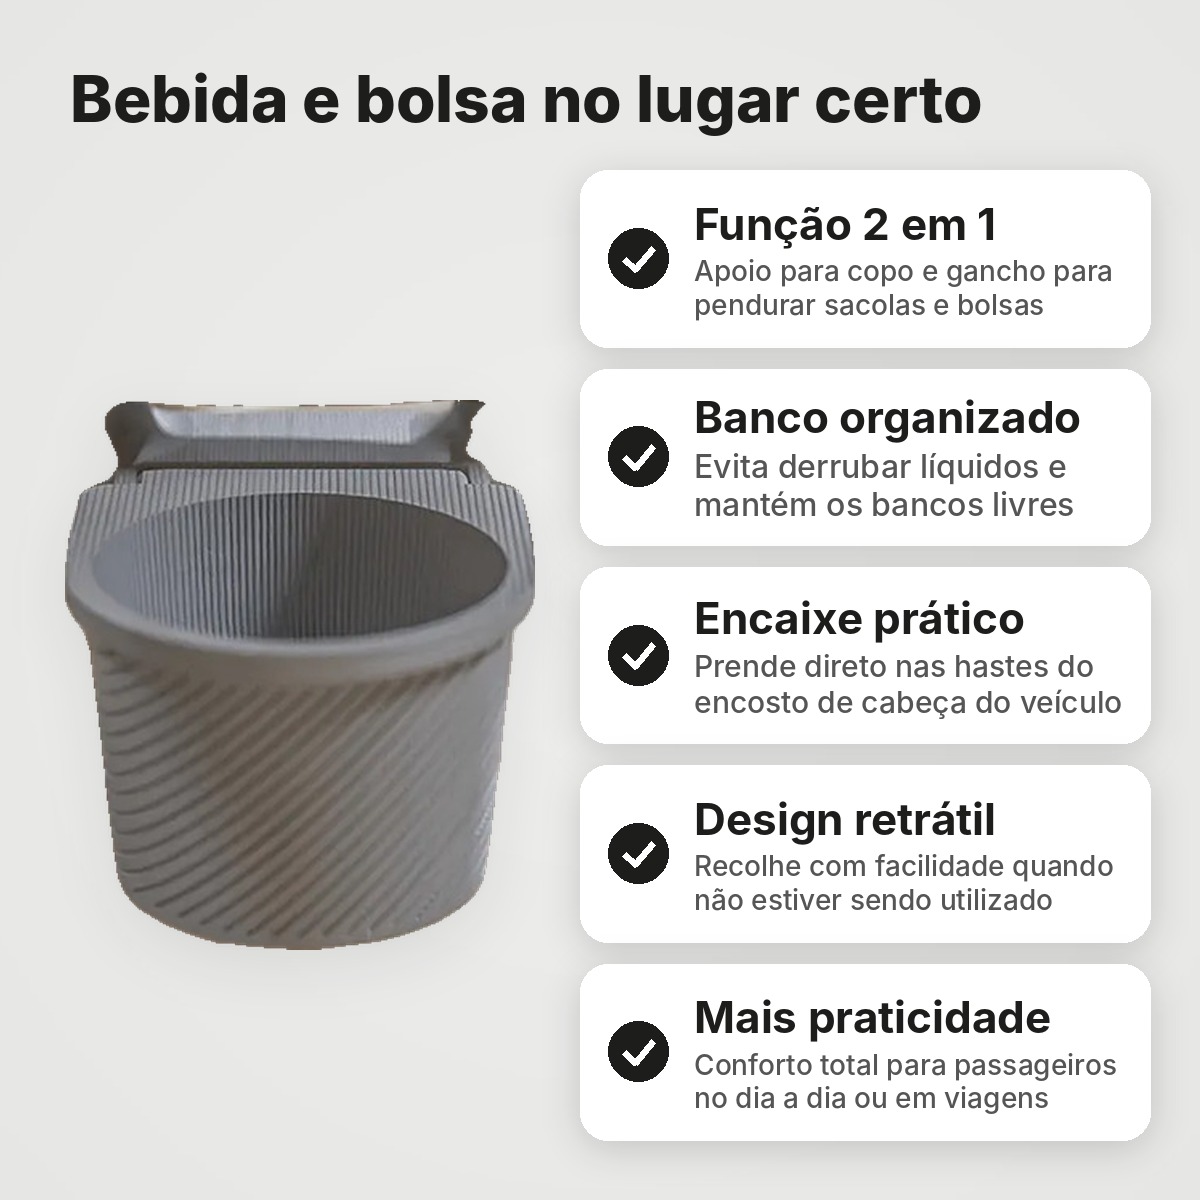 Bebida e bolsa no lugar certo
Função 2 em 1
Apoio para copo e gancho para
pendurar sacolas e bolsas
Banco organizado
Evita derrubar líquidos e
mantém os bancos livres
Encaixe prático
Prende direto nas hastes do
encosto de cabeça do veículo
Design retrátil
Recolhe com facilidade quando
não estiver sendo utilizado
Mais praticidade
Conforto total para passageiros
no dia a dia ou em viagens